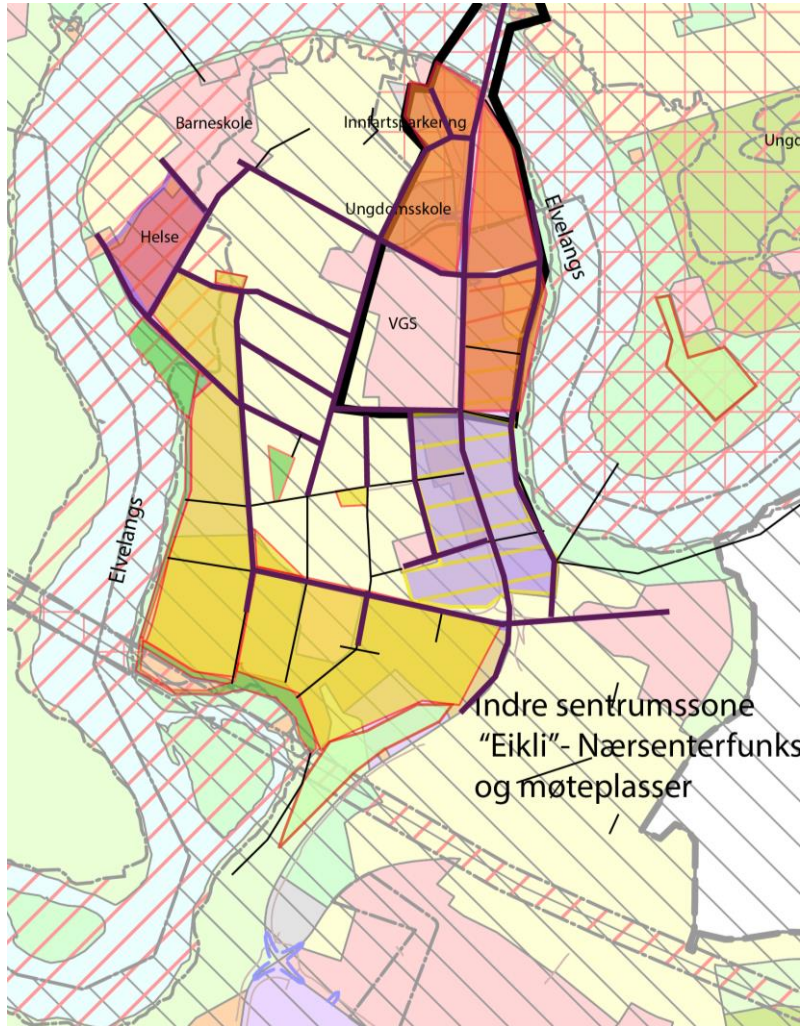 Barneskole
Innfartsparkering
Ungdomsskole
Elvelangs
Helse
VGS
Elvelangs
Indre sentrumssone
"Eikli"- Nærsenterfunks
og møteplasser